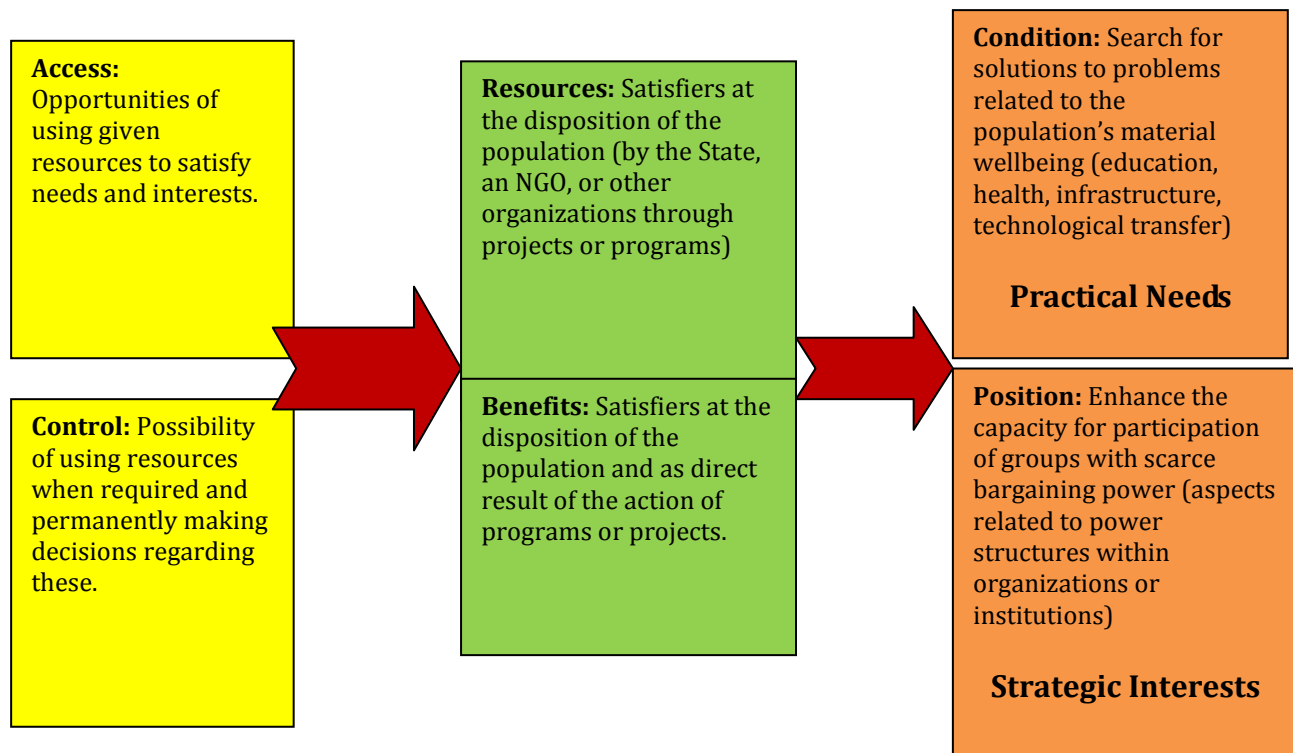 Access:
Opportunities of
using given
resources to satisfy
needs and interests.
Control: Possibility
of using resources
when required and
permanently making
decisions regarding
these.
Resources: Satisfiers at
the disposition of the
population (by the State,
an NGO, or other
organizations through
projects or programs)
Benefits: Satisfiers at the
disposition of the
population and as direct
result of the action of
programs or projects.
Condition: Search for
solutions to problems
related to the
population’s material
wellbeing (education,
health, infrastructure,
technological transfer)
Practical Needs
Position: Enhance the
capacity for participation
of groups with scarce
bargaining power (aspects
related to power
structures within
organizations or
institutions)
Strategic Interests